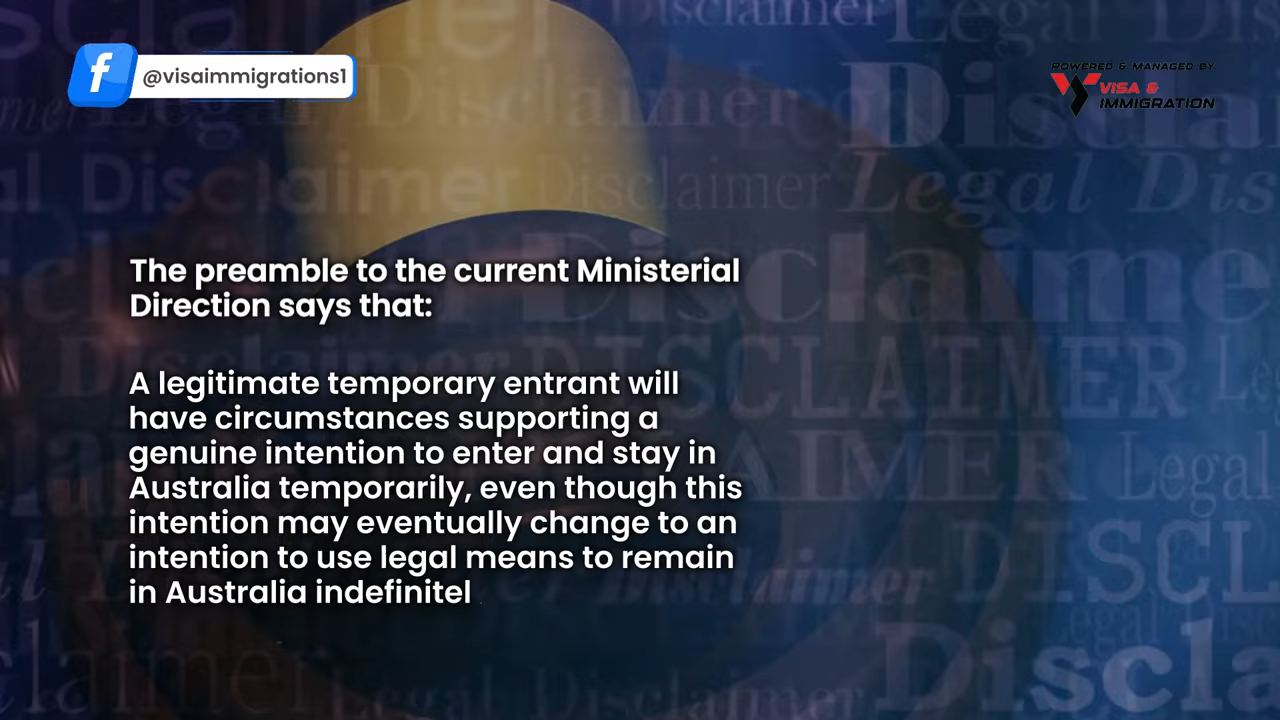 @visaimmigrations1
POWERED & MANAGED BY
VISA &
IMMIGRATION
The preamble to the current Ministerial
Direction says that:
A legitimate temporary entrant will
have circumstances supporting a
genuine intention to enter and stay in
Australia temporarily, even though this
intention may eventually change to an
intention to use legal means to remain
in Australia indefinitel